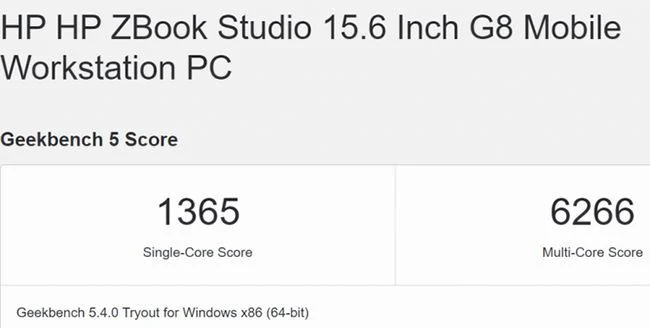 HP HP ZBook Studio 15.6 Inch G8 Mobile
Workstation PC
Geekbench 5 Score
1365
6266
Single-Core Score
Multi-Core Score
Geekbench 5.4.0 Tryout for Windows x86 (64-bit)